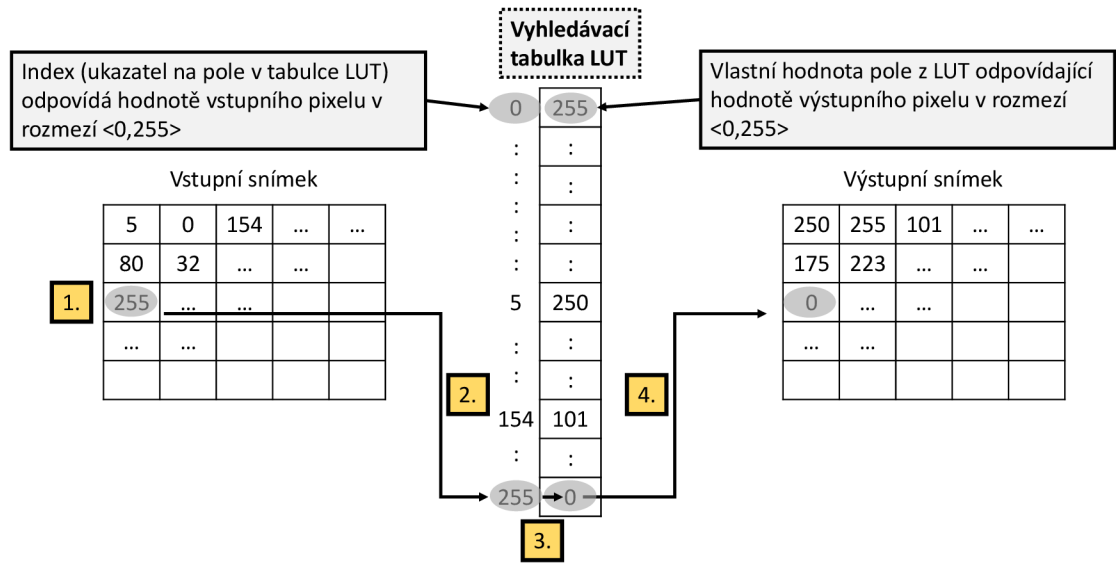 Vyhledávací
tabulka LUT
Index (ukazatel na pole v tabulce LUT)
odpovídá hodnotě vstupního pixelu v
rozmezí <0,255>
Vlastní hodnota pole z LUT odpovídající
hodnotě výstupního pixelu v rozmezí
<0,255>
0 255
: :
: :
: :
: :
5 250
: :
: :
154 101
: :
255 0
Vstupní snímek
5 0 154 ... ...
80 32 ... ...
255 ... ...
... ...
Výstupní snímek
250 255 101 ... ...
175 223 ... ...
0 ... ...
... ...
1.
2.
3.
4.